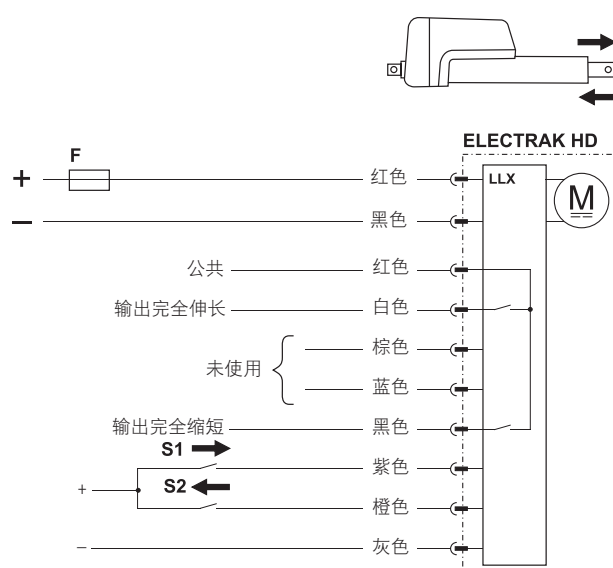 ELECTRAK HD
F
+ 红色 LLX M
− 黑色
公共 红色
输出完全伸长 白色
未使用 棕色
蓝色
输出完全缩短 黑色
S1 紫色
+ S2
橙色
− 灰色